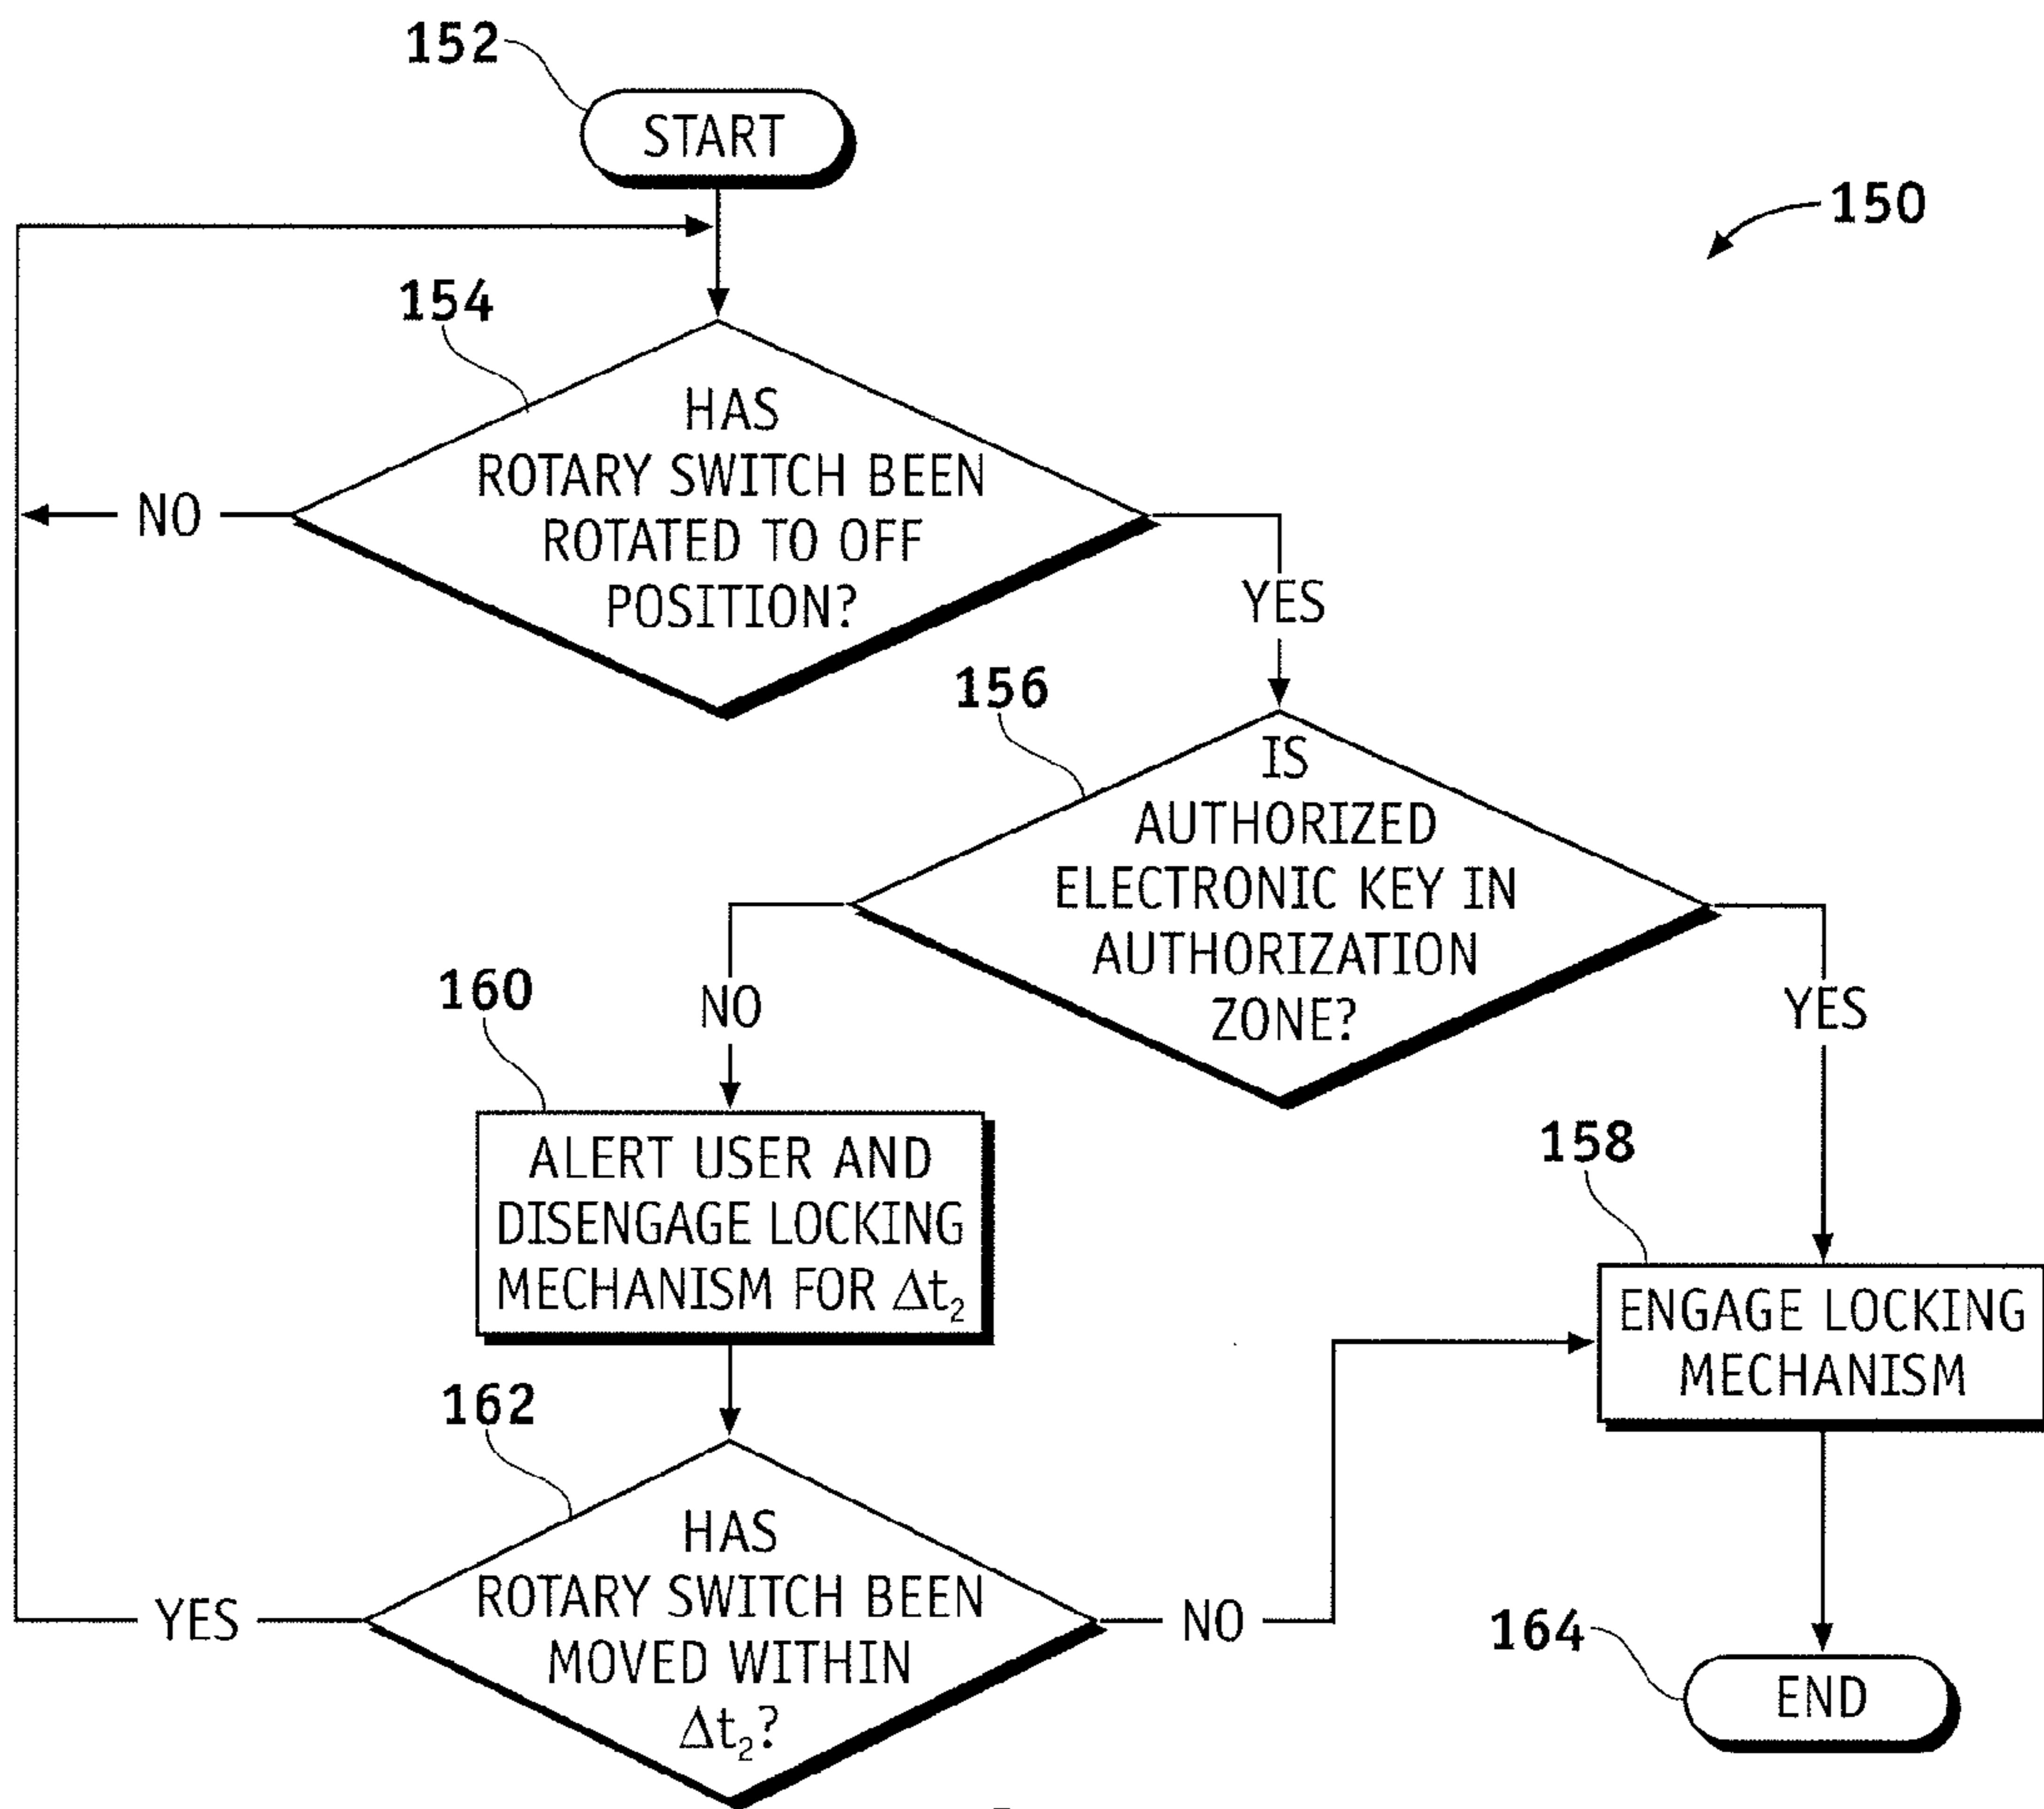 152
START
150
154
HAS
ROTARY SWITCH BEEN
ROTATED TO OFF
POSITION?
NO
YES
156
IS
AUTHORIZED
ELECTRONIC KEY IN
AUTHORIZATION
ZONE?
NO
YES
160
ALERT USER AND
DISENGAGE LOCKING
MECHANISM FOR Δt₂
158
ENGAGE LOCKING
MECHANISM
162
HAS
ROTARY SWITCH BEEN
MOVED WITHIN
Δt₂?
YES
NO
164
END